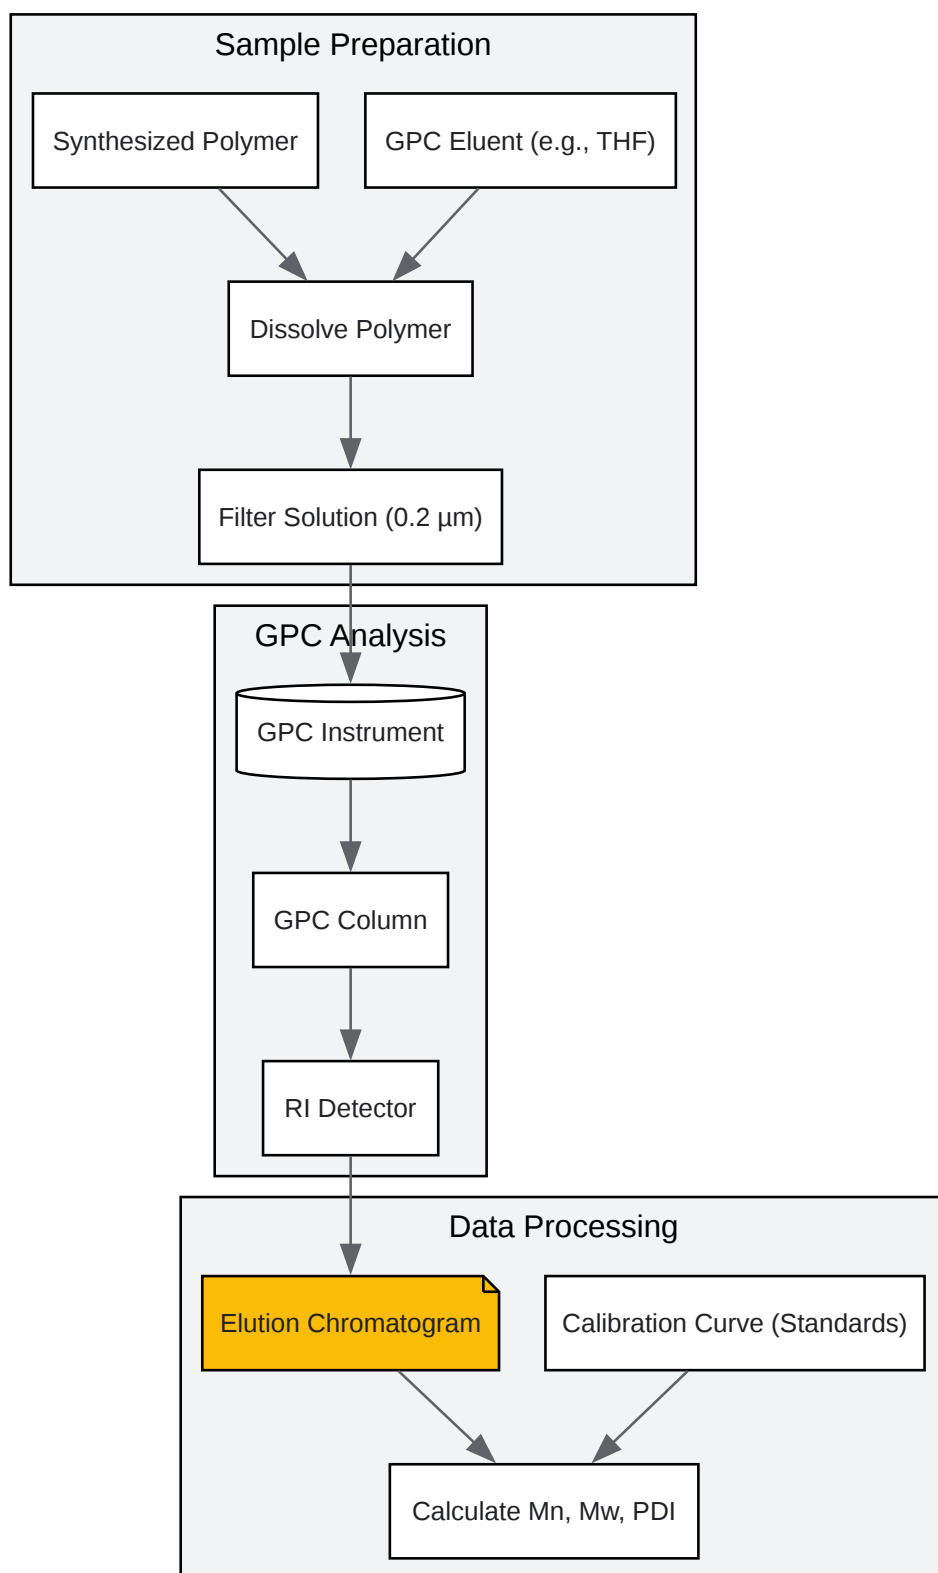 Sample Preparation
Synthesized Polymer
GPC Eluent (e.g., THF)
Dissolve Polymer
Filter Solution (0.2 µm)
GPC Analysis
GPC Instrument
GPC Column
RI Detector
Data Processing
Elution Chromatogram
Calibration Curve (Standards)
Calculate Mn, Mw, PDI